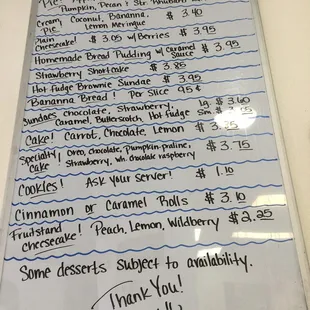 Pie!
Pumpkin, Pecan & Str. Rhubarb
Cream Pie. Coconut, Bananna, Lemon Meringue $ 3.40
Plain Cheesecake! $ 3.05 w/ Berries $ 3.95
Homemade Bread Pudding w/ Caramel Sauce $ 3.95
Strawberry Shortcake $ 3.85
Hot Fudge Brownie Sundae $ 3.95
Bananna Bread! Per Slice 95¢
Sundaes Chocolate, Strawberry, Lg. $ 3.60
Caramel, Butterscotch, Hot Fudge Sm.
Cake! Carrot, Chocolate, Lemon $ 3.25
Specialty Cake! Oreo, Chocolate, Pumpkin praline, $ 3.75
Strawberry, wh. chocolate raspberry
Cookies! Ask Your Server! $ 1.10
Cinnamon or Caramel Rolls $ 3.10
Fruitstand cheesecake! Peach, Lemon, Wildberry $2.25
Some desserts subject to availability.
Thank You!